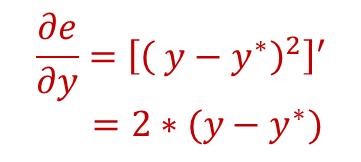 ∂e/∂y = [( y − y*)²]′
= 2 ∗ (y − y*)